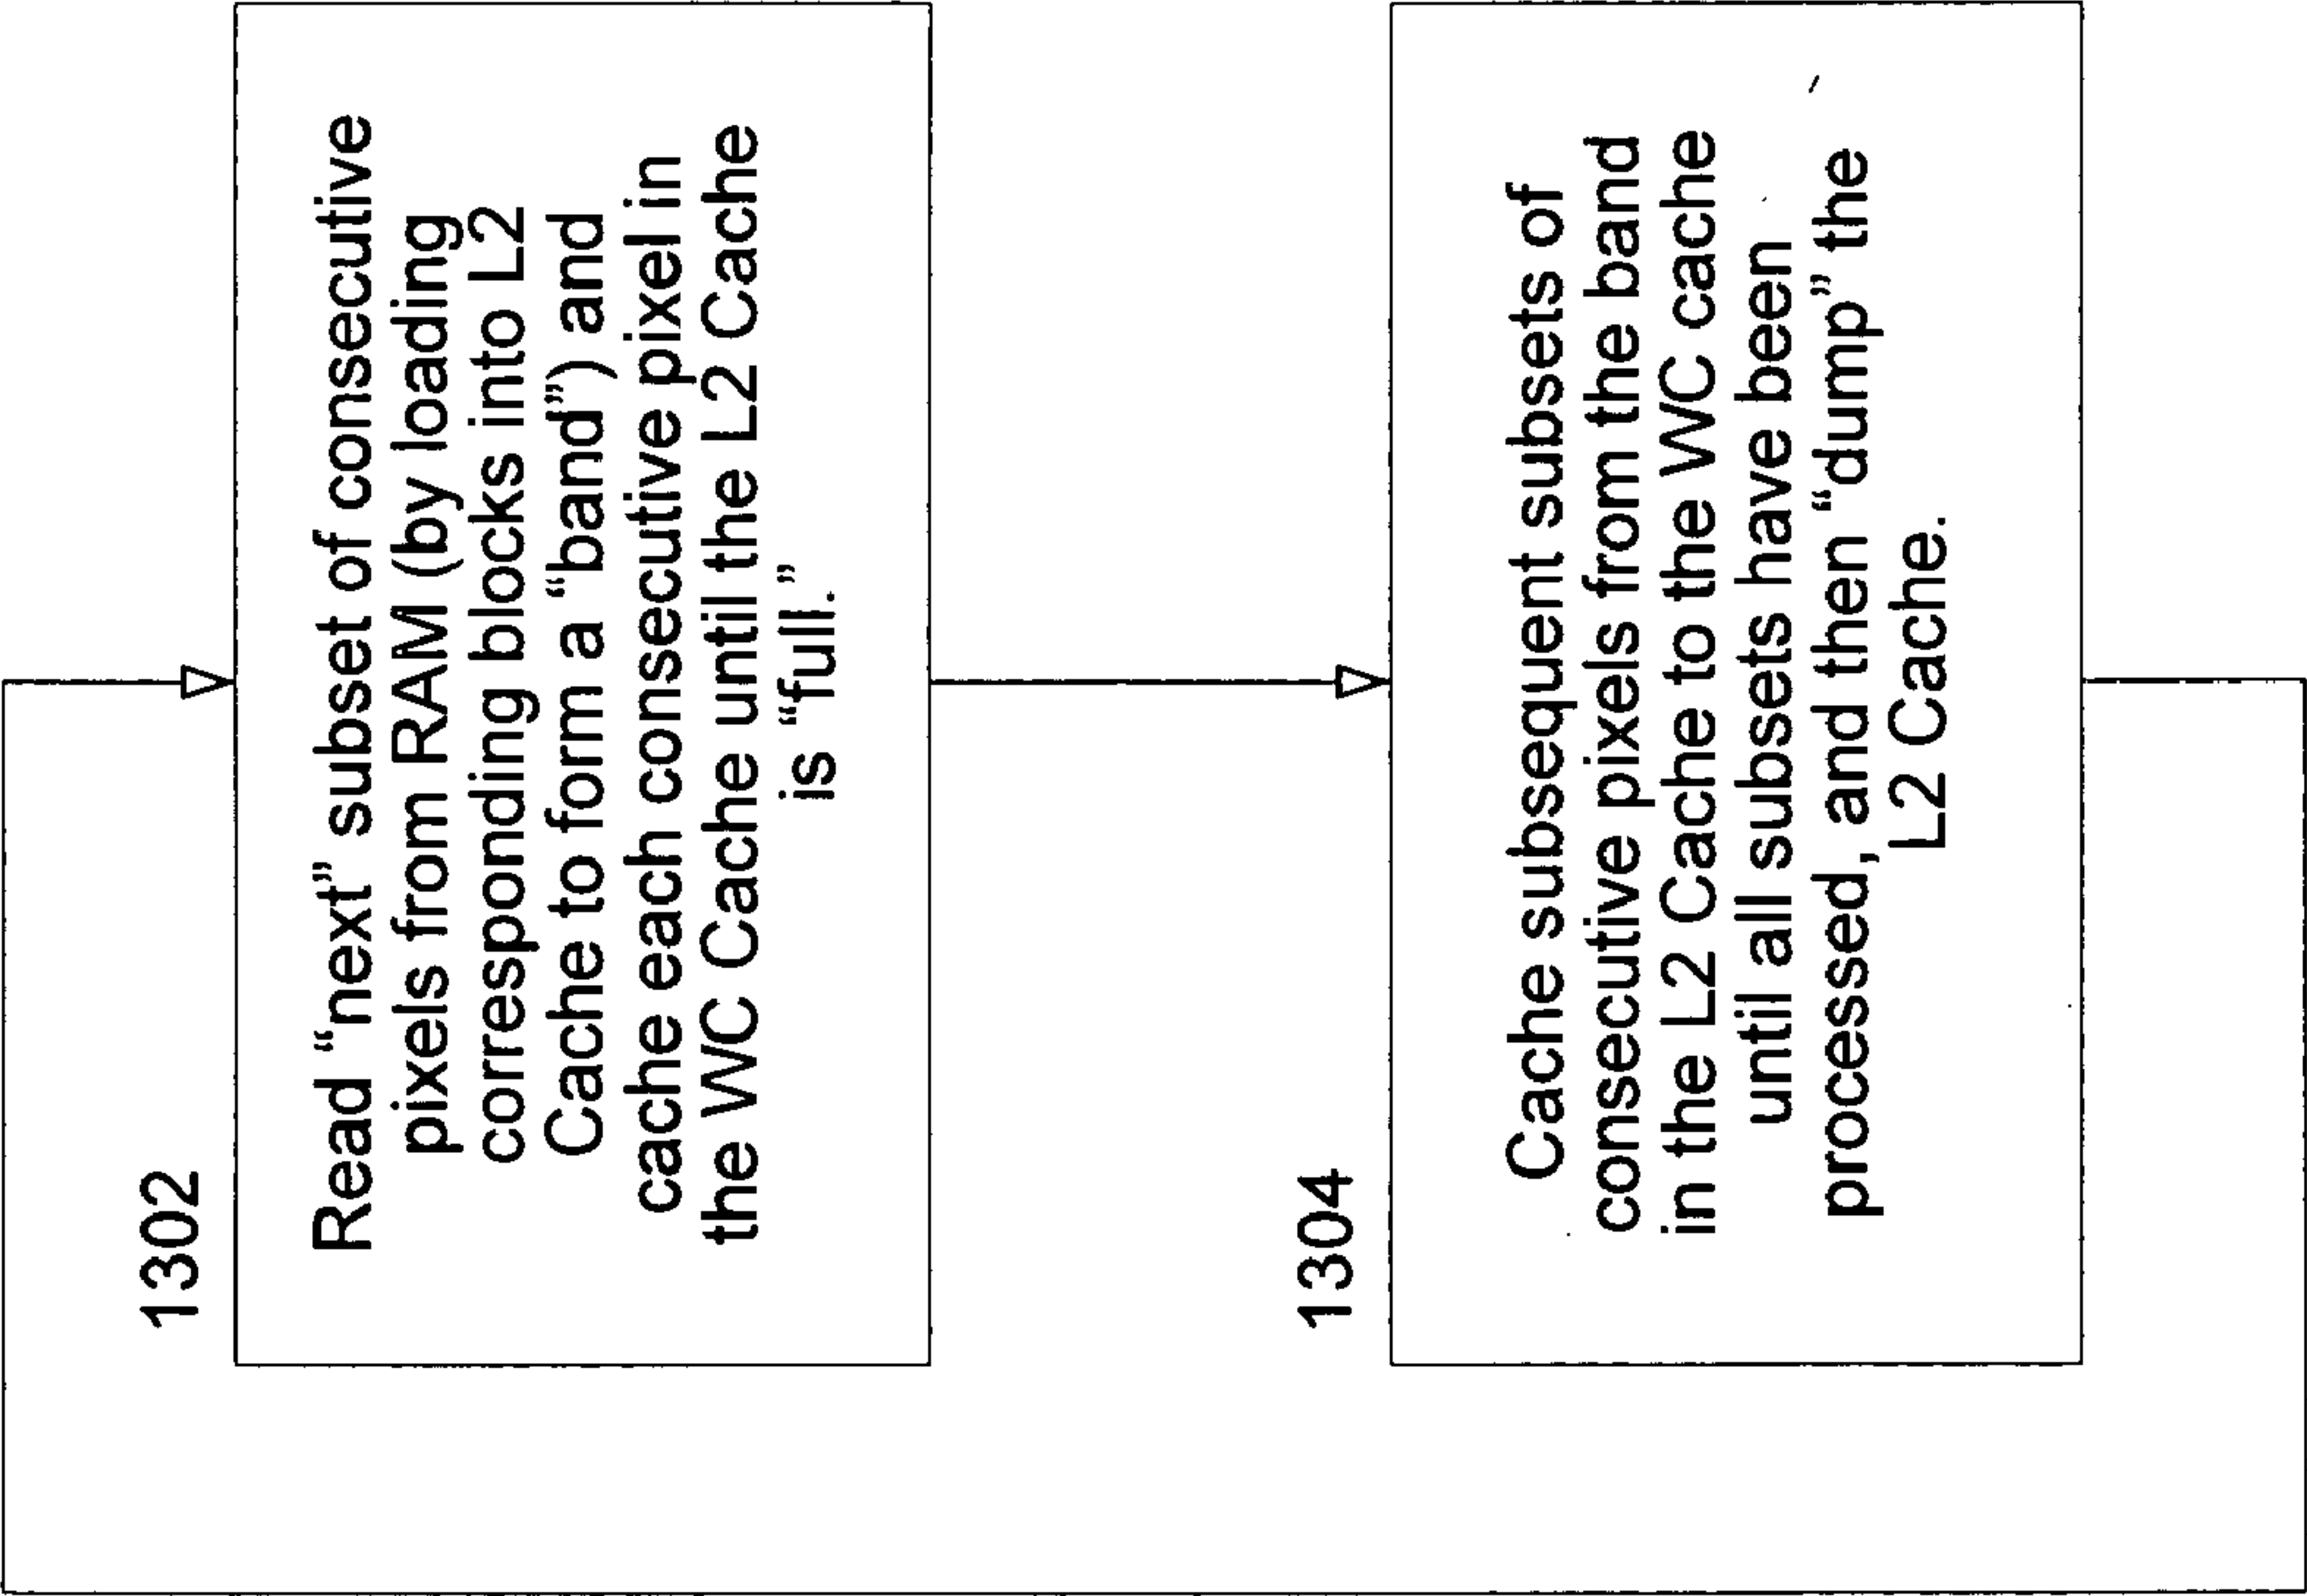 1302
Read “next” subset of consecutive
pixels from RAM (by loading
corresponding blocks into L2
Cache to form a “band”) and
cache each consecutive pixel in
the WC Cache until the L2 Cache
is “full.”
1304
Cache subsequent subsets of
consecutive pixels from the band
in the L2 Cache to the WC cache
until all subsets have been
processed, and then “dump” the
L2 Cache.